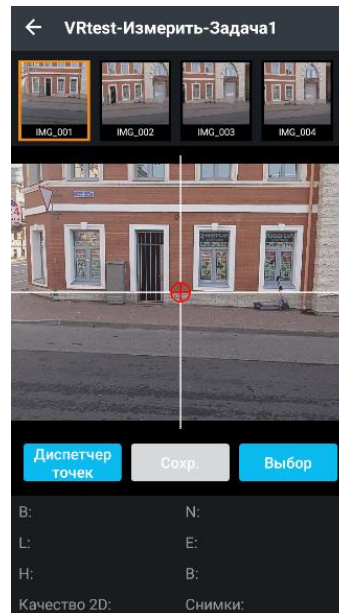 VRtest-Измерить-Задача1
IMG_001
IMG_002
IMG_003
IMG_004
Диспетчер
точек
Сохр.
Выбор
B:
N:
L:
E:
H:
B:
Качество 2D:
Снимки: